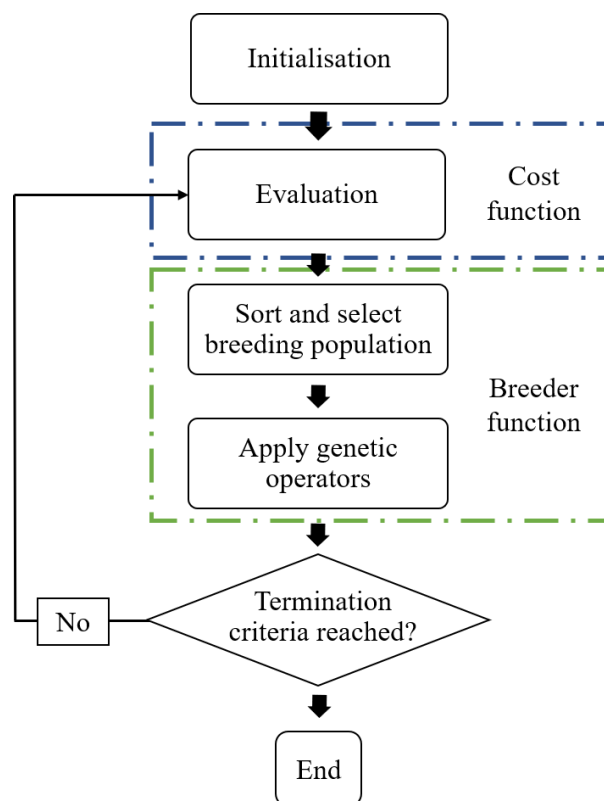 Initialisation
Evaluation
Cost
function
Sort and select
breeding population
Breeder
function
Apply genetic
operators
Termination
criteria reached?
No
End